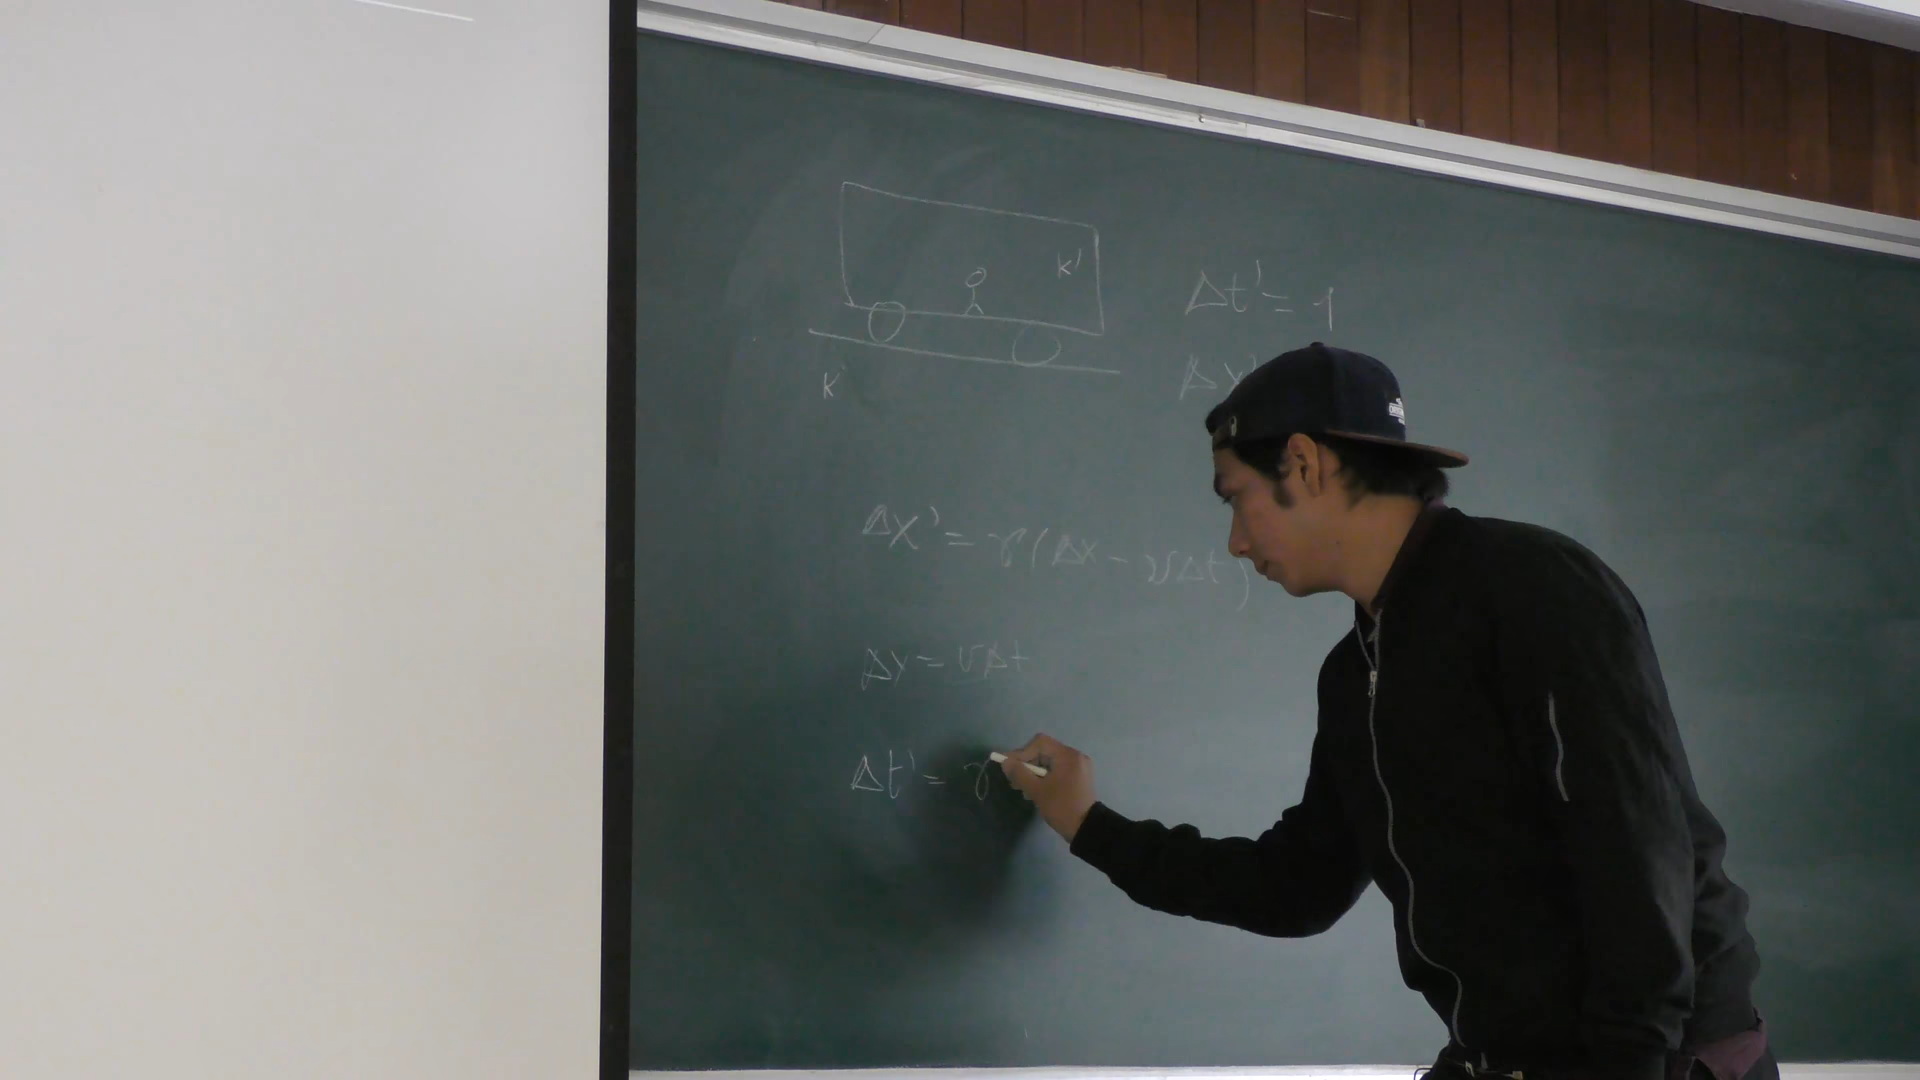 K'
K
Δt' = 1
Δx'
Δx' = γ(Δx - vΔt)
Δx = vΔt
Δt' = γ